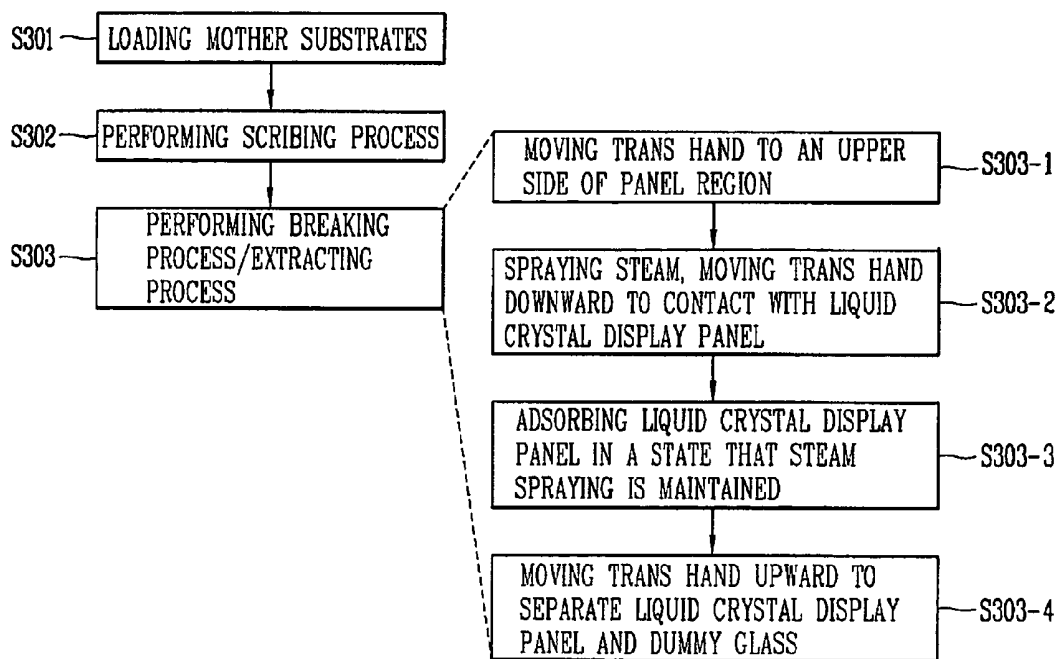 S301
LOADING MOTHER SUBSTRATES
S302
PERFORMING SCRIBING PROCESS
S303
PERFORMING BREAKING
PROCESS/EXTRACTING
PROCESS
MOVING TRANS HAND TO AN UPPER
SIDE OF PANEL REGION
S303-1
SPRAYING STEAM, MOVING TRANS HAND
DOWNWARD TO CONTACT WITH LIQUID
CRYSTAL DISPLAY PANEL
S303-2
ADSORBING LIQUID CRYSTAL DISPLAY
PANEL IN A STATE THAT STEAM
SPRAYING IS MAINTAINED
S303-3
MOVING TRANS HAND UPWARD TO
SEPARATE LIQUID CRYSTAL DISPLAY
PANEL AND DUMMY GLASS
S303-4